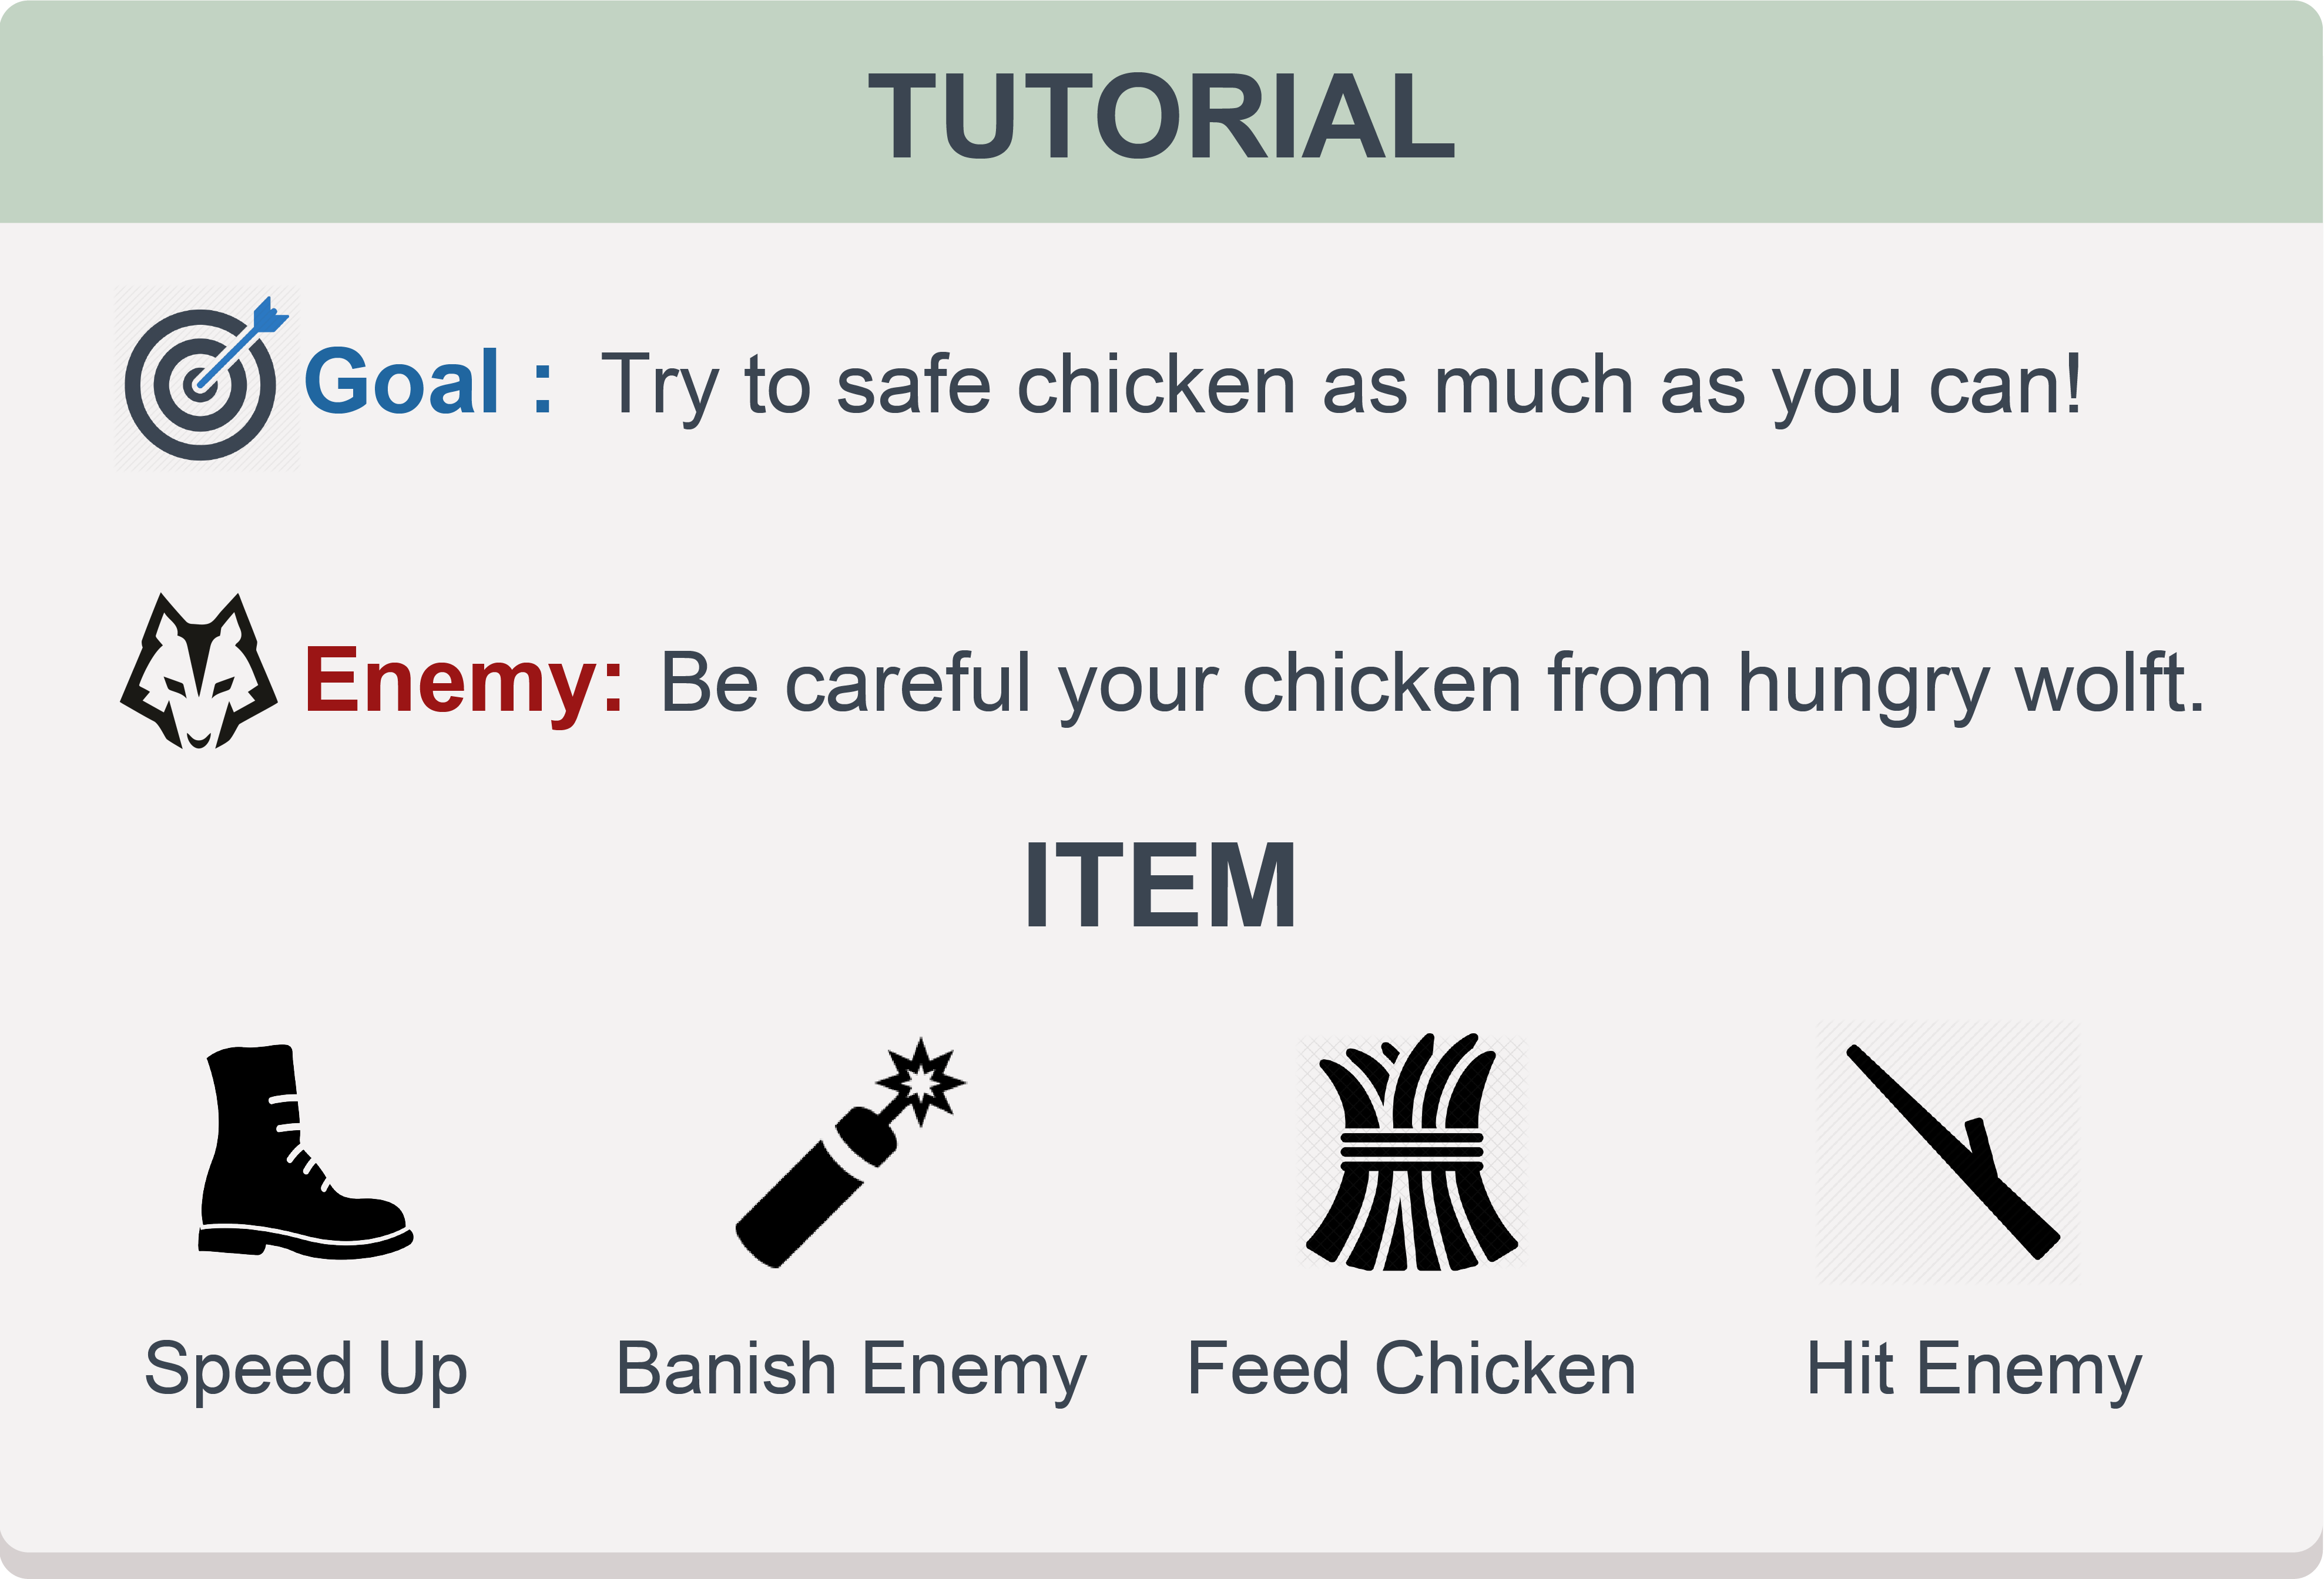 TUTORIAL
Goal : Try to safe chicken as much as you can!
Enemy: Be careful your chicken from hungry wolft.
ITEM
Speed Up Banish Enemy Feed Chicken Hit Enemy